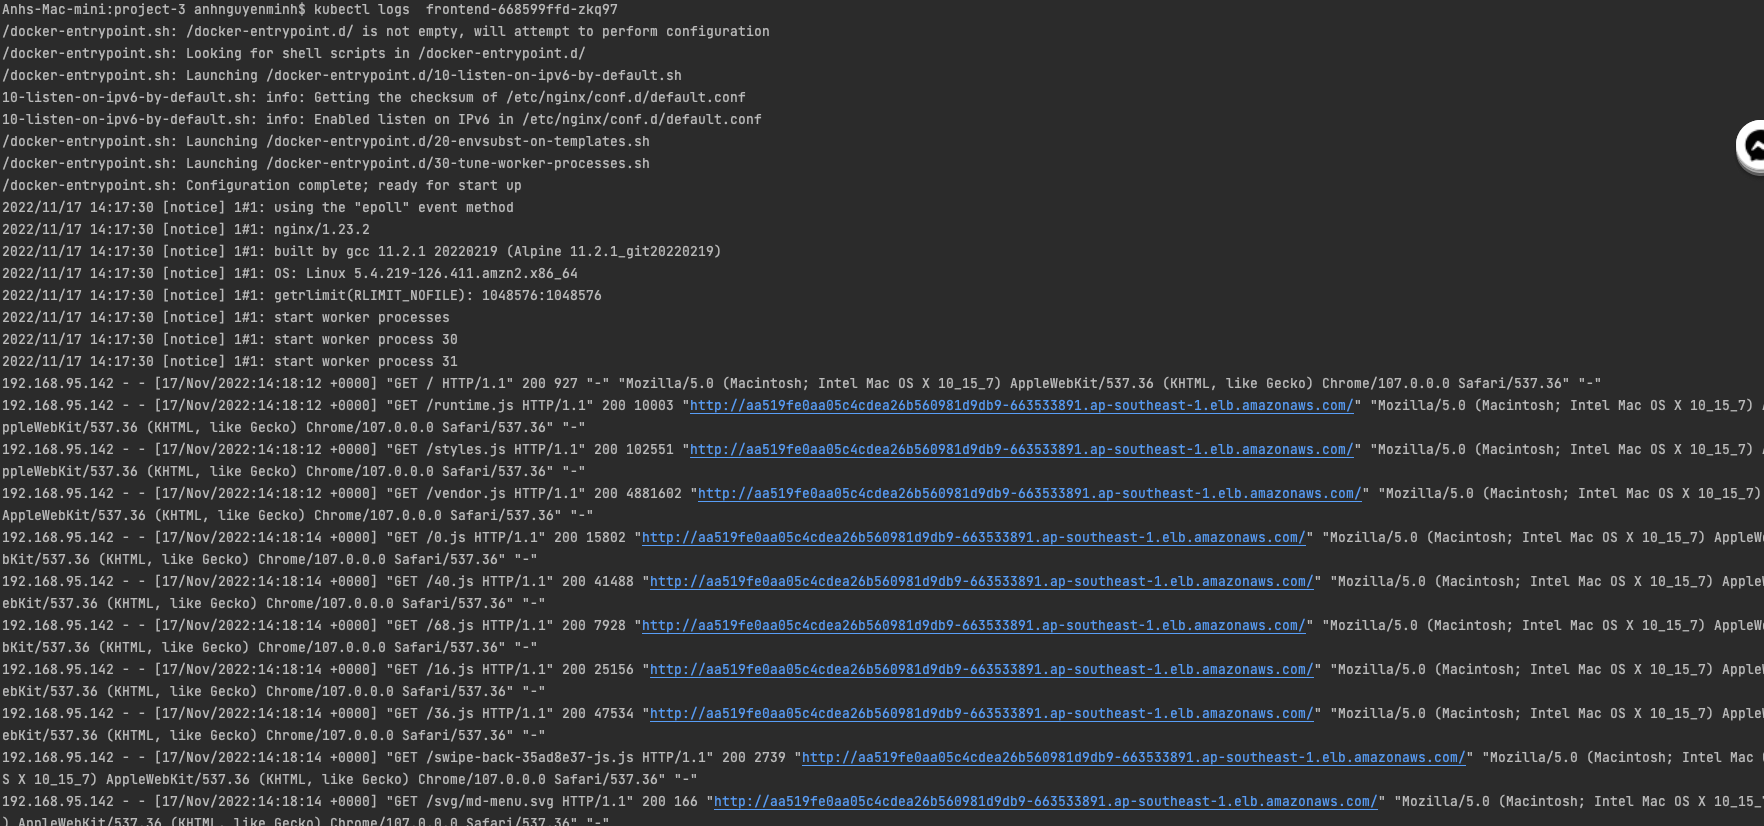 Anhs-Mac-mini:project-3 anhnguyenminh$ kubectl logs  frontend-668599ffd-zkq97
/docker-entrypoint.sh: /docker-entrypoint.d/ is not empty, will attempt to perform configuration
/docker-entrypoint.sh: Looking for shell scripts in /docker-entrypoint.d/
/docker-entrypoint.sh: Launching /docker-entrypoint.d/10-listen-on-ipv6-by-default.sh
10-listen-on-ipv6-by-default.sh: info: Getting the checksum of /etc/nginx/conf.d/default.conf
10-listen-on-ipv6-by-default.sh: info: Enabled listen on IPv6 in /etc/nginx/conf.d/default.conf
/docker-entrypoint.sh: Launching /docker-entrypoint.d/20-envsubst-on-templates.sh
/docker-entrypoint.sh: Launching /docker-entrypoint.d/30-tune-worker-processes.sh
/docker-entrypoint.sh: Configuration complete; ready for start up
2022/11/17 14:17:30 [notice] 1#1: using the "epoll" event method
2022/11/17 14:17:30 [notice] 1#1: nginx/1.23.2
2022/11/17 14:17:30 [notice] 1#1: built by gcc 11.2.1 20220219 (Alpine 11.2.1_git20220219)
2022/11/17 14:17:30 [notice] 1#1: OS: Linux 5.4.219-126.411.amzn2.x86_64
2022/11/17 14:17:30 [notice] 1#1: getrlimit(RLIMIT_NOFILE): 1048576:1048576
2022/11/17 14:17:30 [notice] 1#1: start worker processes
2022/11/17 14:17:30 [notice] 1#1: start worker process 30
2022/11/17 14:17:30 [notice] 1#1: start worker process 31
192.168.95.142 - - [17/Nov/2022:14:18:12 +0000] "GET / HTTP/1.1" 200 927 "-" "Mozilla/5.0 (Macintosh; Intel Mac OS X 10_15_7) AppleWebKit/537.36 (KHTML, like Gecko) Chrome/107.0.0.0 Safari/537.36" "-"
192.168.95.142 - - [17/Nov/2022:14:18:12 +0000] "GET /runtime.js HTTP/1.1" 200 10003 "http://aa519fe0aa05c4cdea26b560981d9db9-663533891.ap-southeast-1.elb.amazonaws.com/" "Mozilla/5.0 (Macintosh; Intel Mac OS X 10_15_7) A
ppleWebKit/537.36 (KHTML, like Gecko) Chrome/107.0.0.0 Safari/537.36" "-"
192.168.95.142 - - [17/Nov/2022:14:18:12 +0000] "GET /styles.js HTTP/1.1" 200 102551 "http://aa519fe0aa05c4cdea26b560981d9db9-663533891.ap-southeast-1.elb.amazonaws.com/" "Mozilla/5.0 (Macintosh; Intel Mac OS X 10_15_7) A
ppleWebKit/537.36 (KHTML, like Gecko) Chrome/107.0.0.0 Safari/537.36" "-"
192.168.95.142 - - [17/Nov/2022:14:18:12 +0000] "GET /vendor.js HTTP/1.1" 200 4881602 "http://aa519fe0aa05c4cdea26b560981d9db9-663533891.ap-southeast-1.elb.amazonaws.com/" "Mozilla/5.0 (Macintosh; Intel Mac OS X 10_15_7)
AppleWebKit/537.36 (KHTML, like Gecko) Chrome/107.0.0.0 Safari/537.36" "-"
192.168.95.142 - - [17/Nov/2022:14:18:14 +0000] "GET /0.js HTTP/1.1" 200 15802 "http://aa519fe0aa05c4cdea26b560981d9db9-663533891.ap-southeast-1.elb.amazonaws.com/" "Mozilla/5.0 (Macintosh; Intel Mac OS X 10_15_7) AppleWe
bKit/537.36 (KHTML, like Gecko) Chrome/107.0.0.0 Safari/537.36" "-"
192.168.95.142 - - [17/Nov/2022:14:18:14 +0000] "GET /40.js HTTP/1.1" 200 41488 "http://aa519fe0aa05c4cdea26b560981d9db9-663533891.ap-southeast-1.elb.amazonaws.com/" "Mozilla/5.0 (Macintosh; Intel Mac OS X 10_15_7) AppleW
ebKit/537.36 (KHTML, like Gecko) Chrome/107.0.0.0 Safari/537.36" "-"
192.168.95.142 - - [17/Nov/2022:14:18:14 +0000] "GET /68.js HTTP/1.1" 200 7928 "http://aa519fe0aa05c4cdea26b560981d9db9-663533891.ap-southeast-1.elb.amazonaws.com/" "Mozilla/5.0 (Macintosh; Intel Mac OS X 10_15_7) AppleWe
bKit/537.36 (KHTML, like Gecko) Chrome/107.0.0.0 Safari/537.36" "-"
192.168.95.142 - - [17/Nov/2022:14:18:14 +0000] "GET /16.js HTTP/1.1" 200 25156 "http://aa519fe0aa05c4cdea26b560981d9db9-663533891.ap-southeast-1.elb.amazonaws.com/" "Mozilla/5.0 (Macintosh; Intel Mac OS X 10_15_7) AppleW
ebKit/537.36 (KHTML, like Gecko) Chrome/107.0.0.0 Safari/537.36" "-"
192.168.95.142 - - [17/Nov/2022:14:18:14 +0000] "GET /36.js HTTP/1.1" 200 47534 "http://aa519fe0aa05c4cdea26b560981d9db9-663533891.ap-southeast-1.elb.amazonaws.com/" "Mozilla/5.0 (Macintosh; Intel Mac OS X 10_15_7) AppleW
ebKit/537.36 (KHTML, like Gecko) Chrome/107.0.0.0 Safari/537.36" "-"
192.168.95.142 - - [17/Nov/2022:14:18:14 +0000] "GET /swipe-back-35ad8e37-js.js HTTP/1.1" 200 2739 "http://aa519fe0aa05c4cdea26b560981d9db9-663533891.ap-southeast-1.elb.amazonaws.com/" "Mozilla/5.0 (Macintosh; Intel Mac O
S X 10_15_7) AppleWebKit/537.36 (KHTML, like Gecko) Chrome/107.0.0.0 Safari/537.36" "-"
192.168.95.142 - - [17/Nov/2022:14:18:14 +0000] "GET /svg/md-menu.svg HTTP/1.1" 200 166 "http://aa519fe0aa05c4cdea26b560981d9db9-663533891.ap-southeast-1.elb.amazonaws.com/" "Mozilla/5.0 (Macintosh; Intel Mac OS X 10_15_7
) AppleWebKit/537.36 (KHTML, like Gecko) Chrome/107.0.0.0 Safari/537.36" "-"